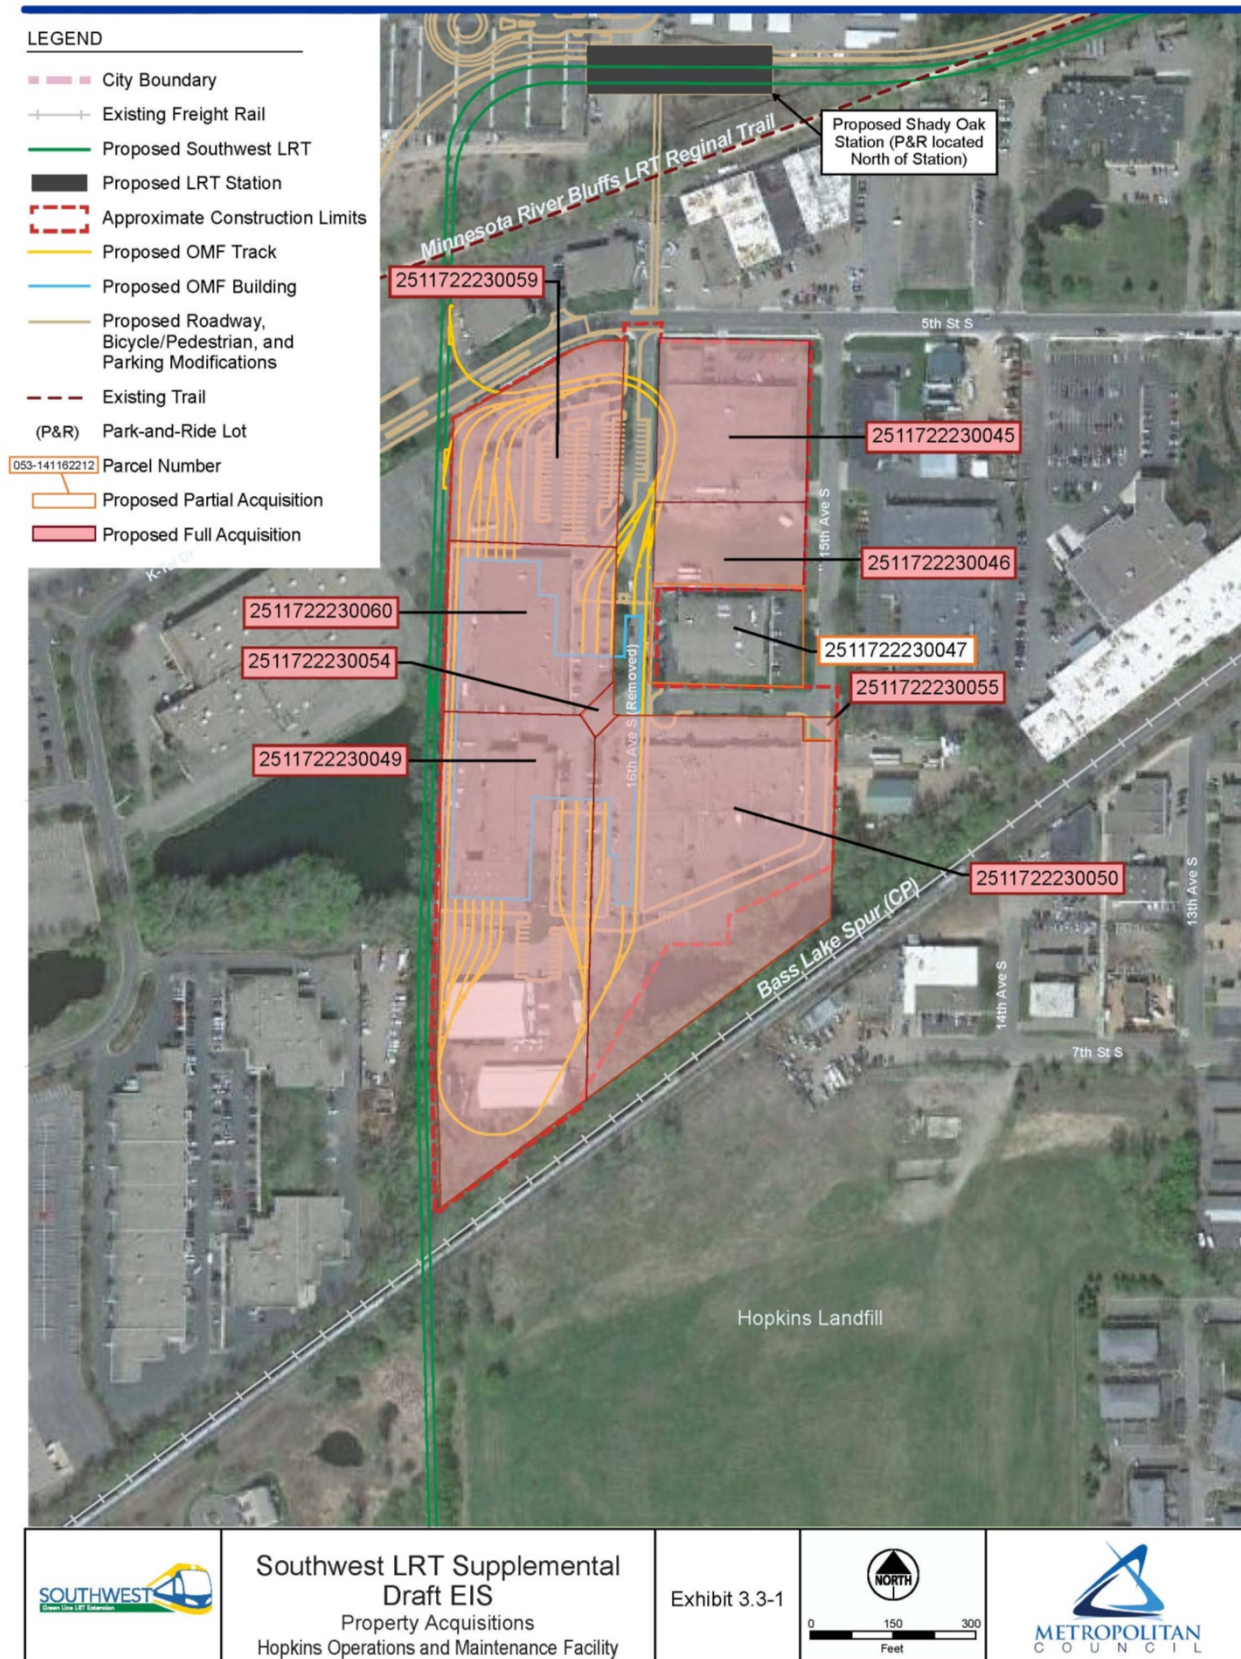 LEGEND
City Boundary
Existing Freight Rail
Proposed Southwest LRT
Proposed LRT Station
Approximate Construction Limits
Proposed OMF Track
Proposed OMF Building
Proposed Roadway,
Bicycle/Pedestrian, and
Parking Modifications
Existing Trail
(P&R) Park-and-Ride Lot
053-141162212 Parcel Number
Proposed Partial Acquisition
Proposed Full Acquisition
Proposed Shady Oak
Station (P&R located
North of Station)
Minnesota River Bluffs LRT Reginal Trail
2511722230059
5th St S
2511722230045
15th Ave S
2511722230046
2511722230060
2511722230047
2511722230054
2511722230055
16th Ave S (Removed)
2511722230049
2511722230050
13th Ave S
Bass Lake Spur (CP)
14th Ave S
7th St S
Hopkins Landfill
SOUTHWEST
Green Line LRT Extension
Southwest LRT Supplemental
Draft EIS
Property Acquisitions
Hopkins Operations and Maintenance Facility
Exhibit 3.3-1
NORTH
0 150 300
Feet
METROPOLITAN
COUNCIL